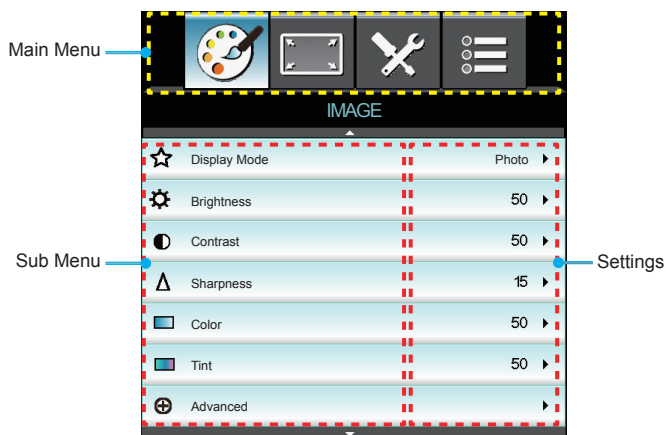 Main Menu
IMAGE
Display Mode Photo
Brightness 50
Contrast 50
Sub Menu
Settings
Sharpness 15
Color 50
Tint 50
Advanced